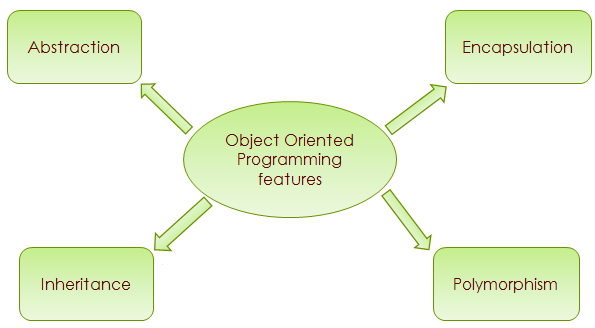 Abstraction
Encapsulation
Object Oriented
Programming
features
Inheritance
Polymorphism